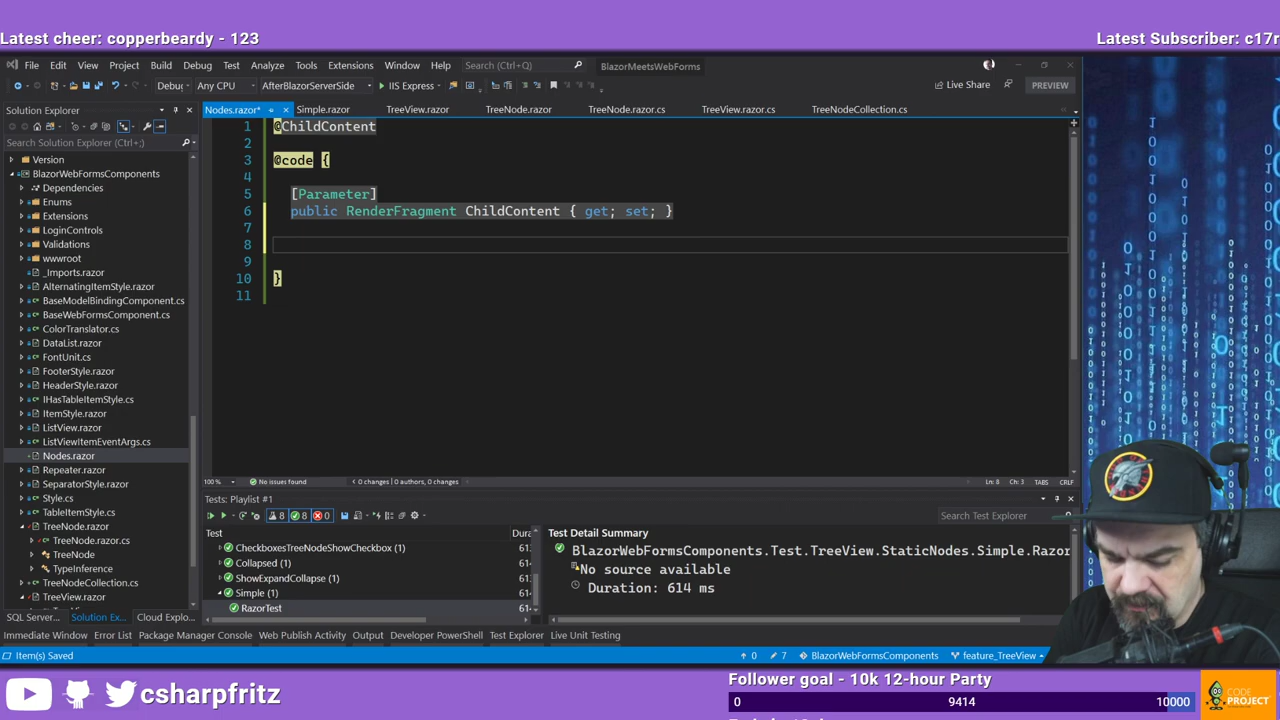 Latest cheer: copperbeardy - 123
Latest Subscriber: c17r
File Edit View Project Build Debug Test Analyze Tools Extensions Window Help Search (Ctrl+Q) BlazorMeetsWebForms
Debug Any CPU AfterBlazorServerSide IIS Express Live Share PREVIEW
Solution Explorer
Search Solution Explorer (Ctrl+;)
Version
BlazorWebFormsComponents
Dependencies
Enums
Extensions
LoginControls
Validations
wwwroot
_Imports.razor
AlternatingItemStyle.razor
BaseModelBindingComponent.cs
BaseWebFormsComponent.cs
ColorTranslator.cs
DataList.razor
FontUnit.cs
FooterStyle.razor
HeaderStyle.razor
IHasTableItemStyle.cs
ItemStyle.razor
ListView.razor
ListViewItemEventArgs.cs
Nodes.razor
Repeater.razor
SeparatorStyle.razor
Style.cs
TableItemStyle.cs
TreeNode.razor
TreeNode.razor.cs
TreeNode
TypeInference
TreeNodeCollection.cs
TreeView.razor
SQL Server... Solution Ex... Cloud Explo...
Nodes.razor* Simple.razor TreeView.razor TreeNode.razor TreeNode.razor.cs TreeView.razor.cs TreeNodeCollection.cs
1 @ChildContent
2
3 @code {
4
5 [Parameter]
6 public RenderFragment ChildContent { get; set; }
7
8
9
10 }
11
100 % No issues found 0 changes | 0 authors, 0 changes Ln: 8 Ch: 3 TABS CRLF
Tests: Playlist #1
8 8 0 Search Test Explorer
Test Dura
CheckboxesTreeNodeShowCheckbox (1) 61
Collapsed (1) 61
ShowExpandCollapse (1) 61
Simple (1) 614
RazorTest 614
Test Detail Summary
BlazorWebFormsComponents.Test.TreeView.StaticNodes.Simple.Razor
No source available
Duration: 614 ms
Immediate Window Error List Package Manager Console Web Publish Activity Output Developer PowerShell Test Explorer Live Unit Testing
Item(s) Saved 0 7 BlazorWebFormsComponents feature_TreeView
csharpfritz
Follower goal - 10k 12-hour Party
0 9414 10000
CODE
PROJECT